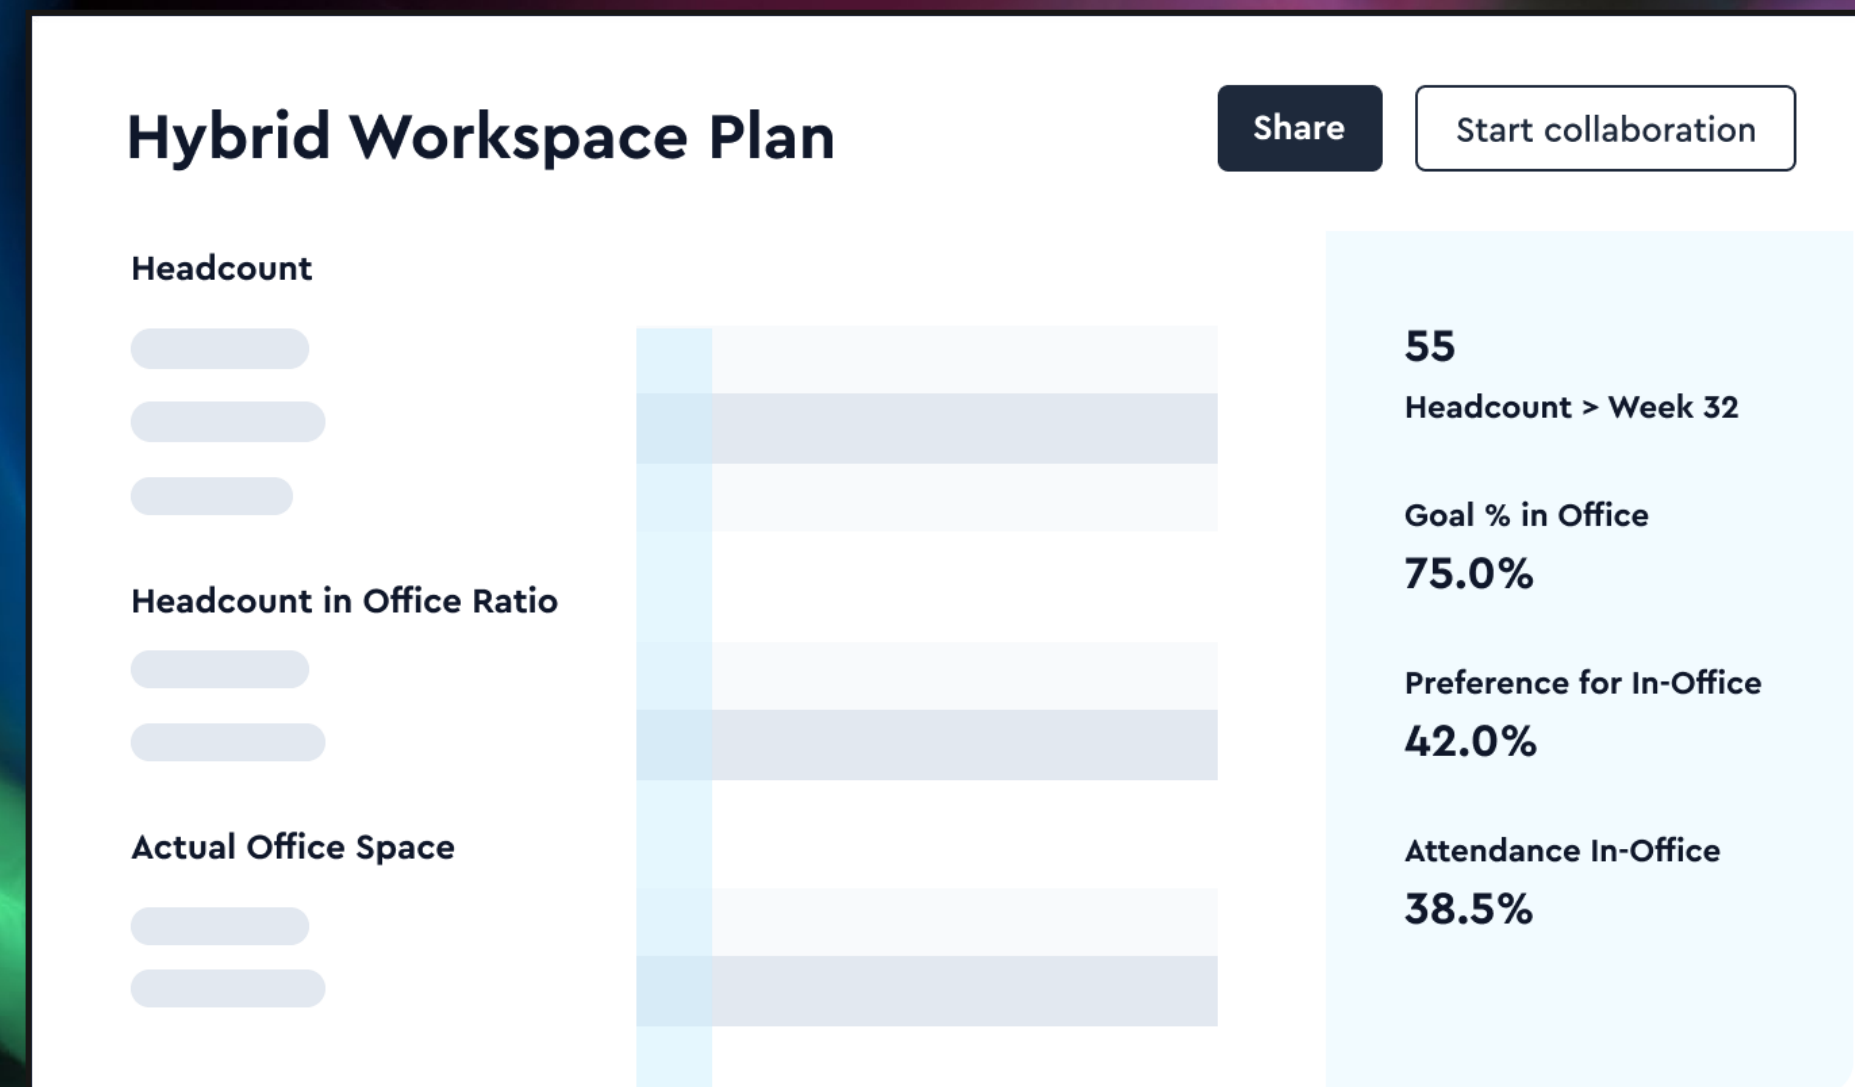 Hybrid Workspace Plan
Share
Start collaboration
Headcount
Headcount in Office Ratio
Actual Office Space
55
Headcount > Week 32
Goal % in Office
75.0%
Preference for In-Office
42.0%
Attendance In-Office
38.5%